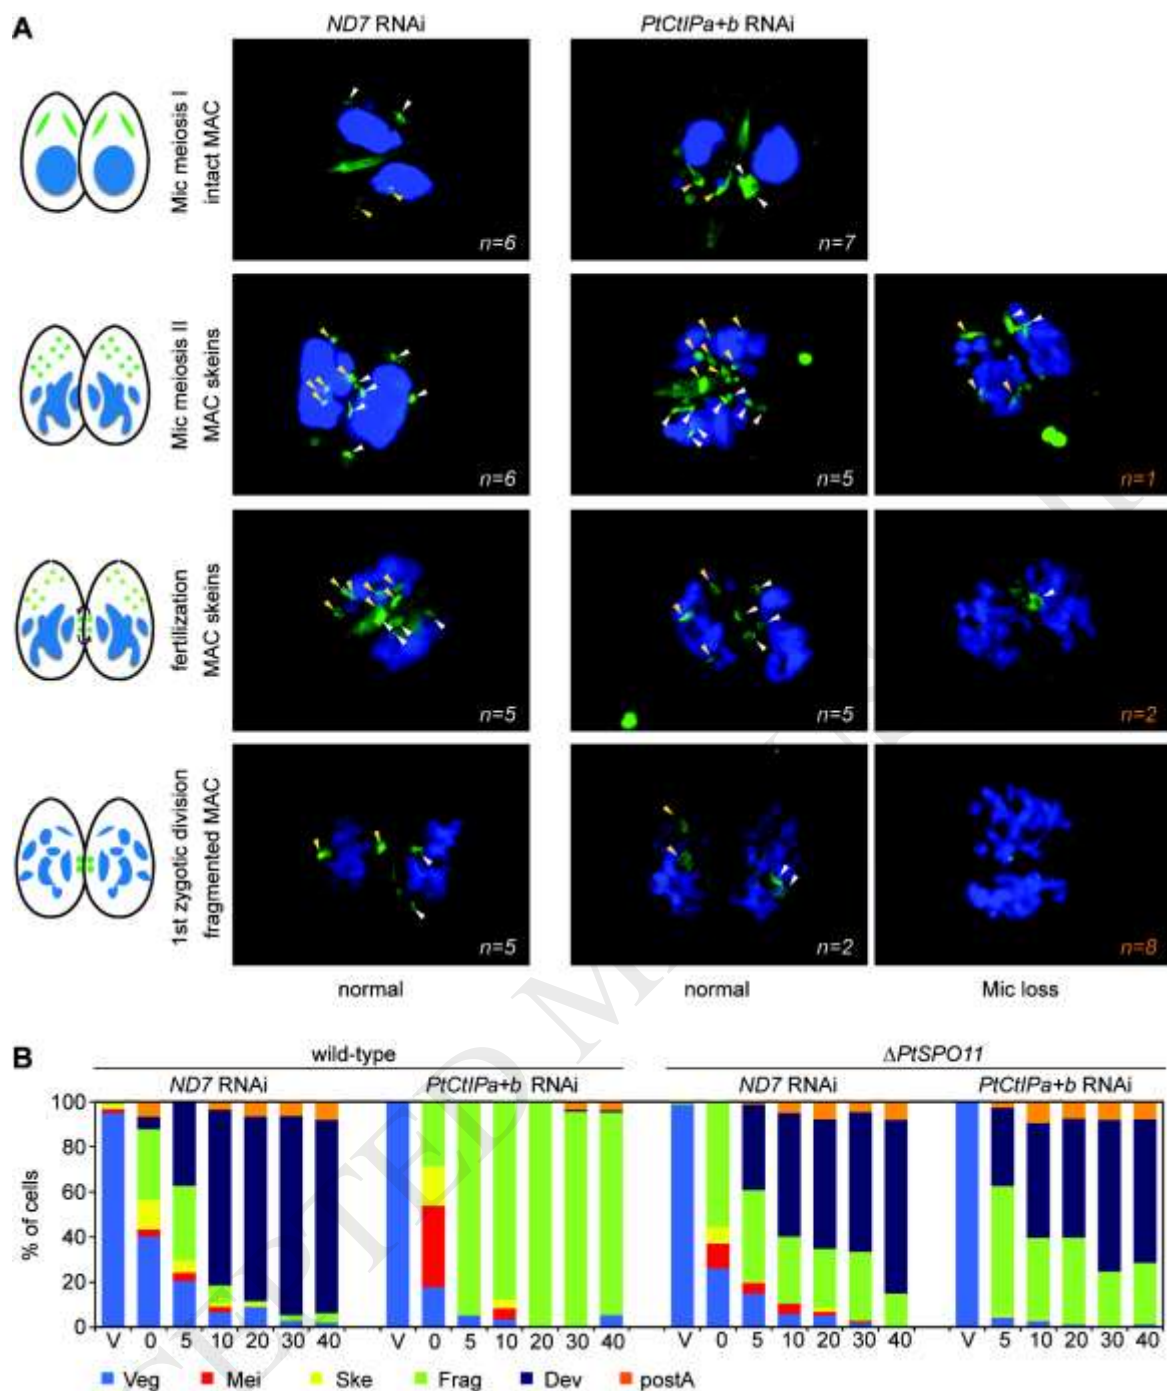 A
ND7 RNAi
PtCtIPa+b RNAi
Mic meiosis I
intact MAC
n=6
n=7
Mic meiosis II
MAC skeins
n=6
n=5
n=1
fertilization
MAC skeins
n=5
n=5
n=2
1st zygotic division
fragmented MAC
n=5
n=2
n=8
normal
normal
Mic loss
B
wild-type
ΔPtSPO11
ND7 RNAi
PtCtIPa+b RNAi
ND7 RNAi
PtCtIPa+b RNAi
% of cells
100
80
60
40
20
0
V 0 5 10 20 30 40
V 0 5 10 20 30 40
V 0 5 10 20 30 40
V 5 10 20 30 40
Veg Mei Ske Frag Dev postA